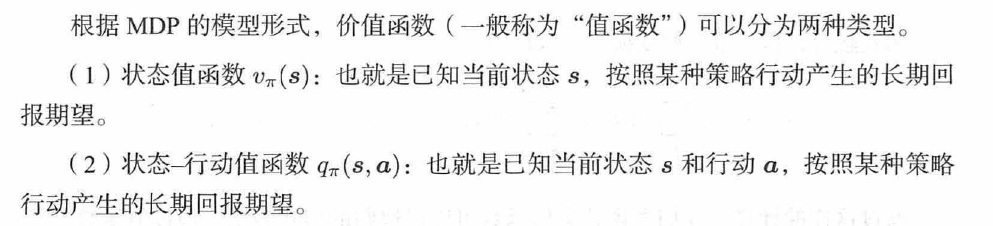 根据 MDP 的模型形式，价值函数（一般称为“值函数”）可以分为两种类型。
（1）状态值函数 vπ(s)：也就是已知当前状态 s，按照某种策略行动产生的长期回
报期望。
（2）状态–行动值函数 qπ(s, a)：也就是已知当前状态 s 和行动 a，按照某种策略
行动产生的长期回报期望。